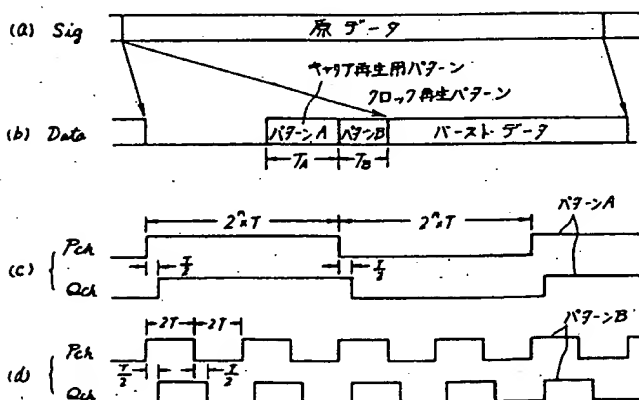 (a) Sig 原データ
キャリア再生用パターン
クロック再生パターン
(b) Data パターンA パターンB バーストデータ
T_A T_B
2ⁿ×T 2ⁿ×T パターンA
(c) Pch
T/2 T/2
Qch
2T 2T パターンB
(d) Pch
T/2 T/2
Qch